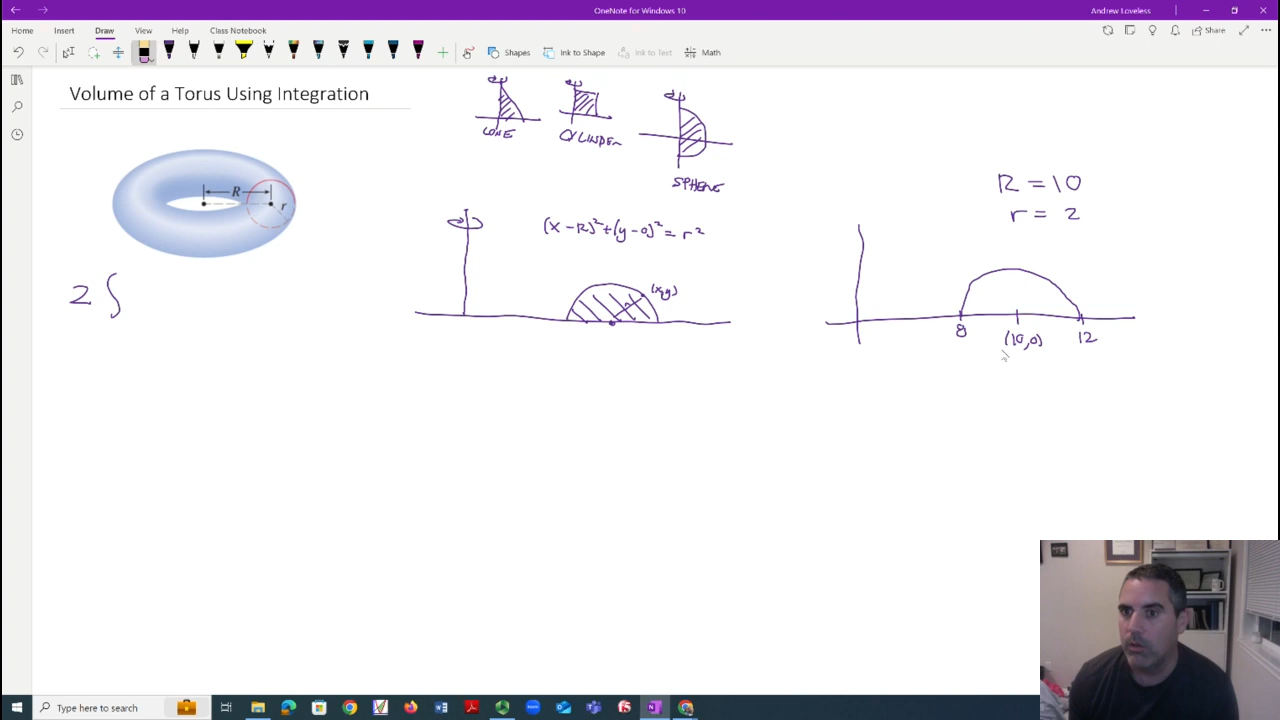 OneNote for Windows 10
Andrew Loveless
Home Insert Draw View Help Class Notebook
Share
Shapes Ink to Shape Ink to Text Math
Volume of a Torus Using Integration
CONE
CYLINDER
SPHERE
R
r
R = 10
r = 2
(x - R)² + (y - 0)² = r²
2 ∫
(x,y)
r
8 (10,0) 12
Type here to search